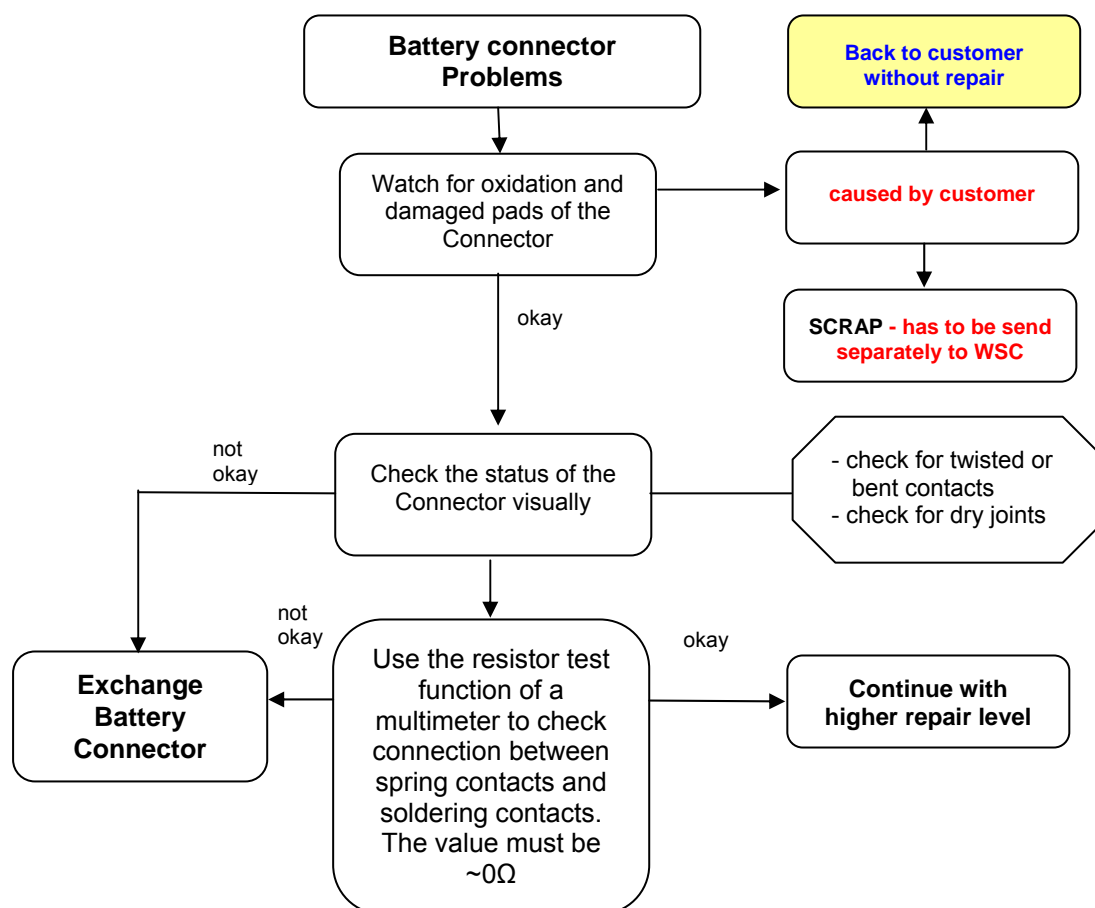 Battery connector
Problems
Back to customer
without repair
Watch for oxidation and
damaged pads of the
Connector
caused by customer
okay
SCRAP - has to be send
separately to WSC
not
okay
Check the status of the
Connector visually
- check for twisted or
bent contacts
- check for dry joints
not
okay
okay
Exchange
Battery
Connector
Use the resistor test
function of a
multimeter to check
connection between
spring contacts and
soldering contacts.
The value must be
~0Ω
Continue with
higher repair level